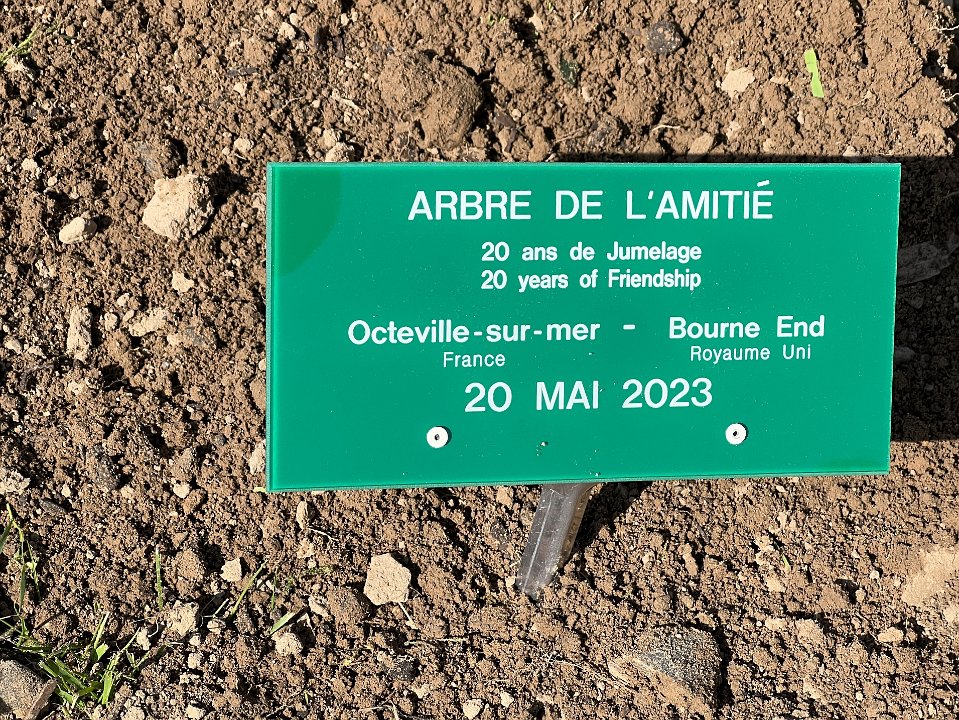 ARBRE DE L'AMITIÉ
20 ans de Jumelage
20 years of Friendship
Octeville-sur-mer - Bourne End
France Royaume Uni
20 MAI 2023